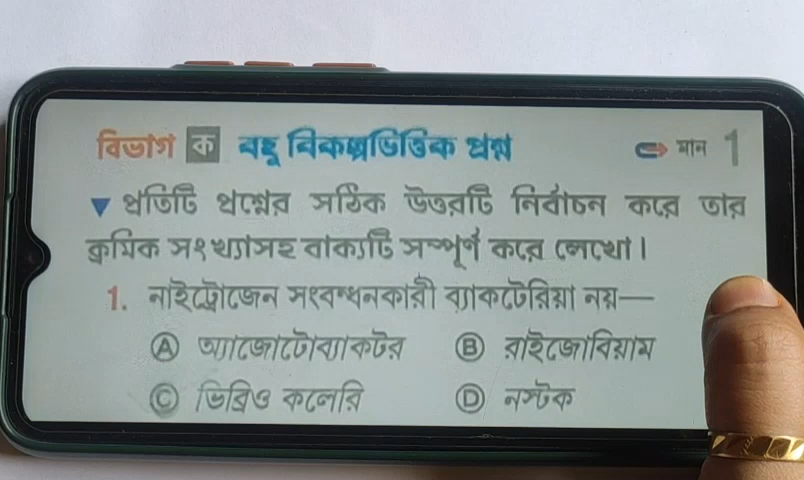 বিভাগ ক বহু বিকল্পভিত্তিক প্রশ্ন মান 1
প্রতিটি প্রশ্নের সঠিক উত্তরটি নির্বাচন করে তার
ক্রমিক সংখ্যাসহ বাক্যটি সম্পূর্ণ করে লেখো।
1. নাইট্রোজেন সংবন্ধনকারী ব্যাকটেরিয়া নয়—
Ⓐ অ্যাজোটোব্যাকটর Ⓑ রাইজোবিয়াম
Ⓒ ভিব্রিও কলেরি Ⓓ নস্টক